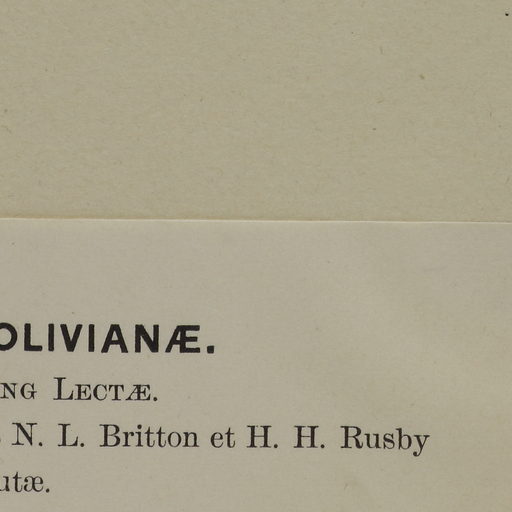 OLIVIANÆ.
NG LECTÆ.
N. L. Britton et H. H. Rusby
utæ.